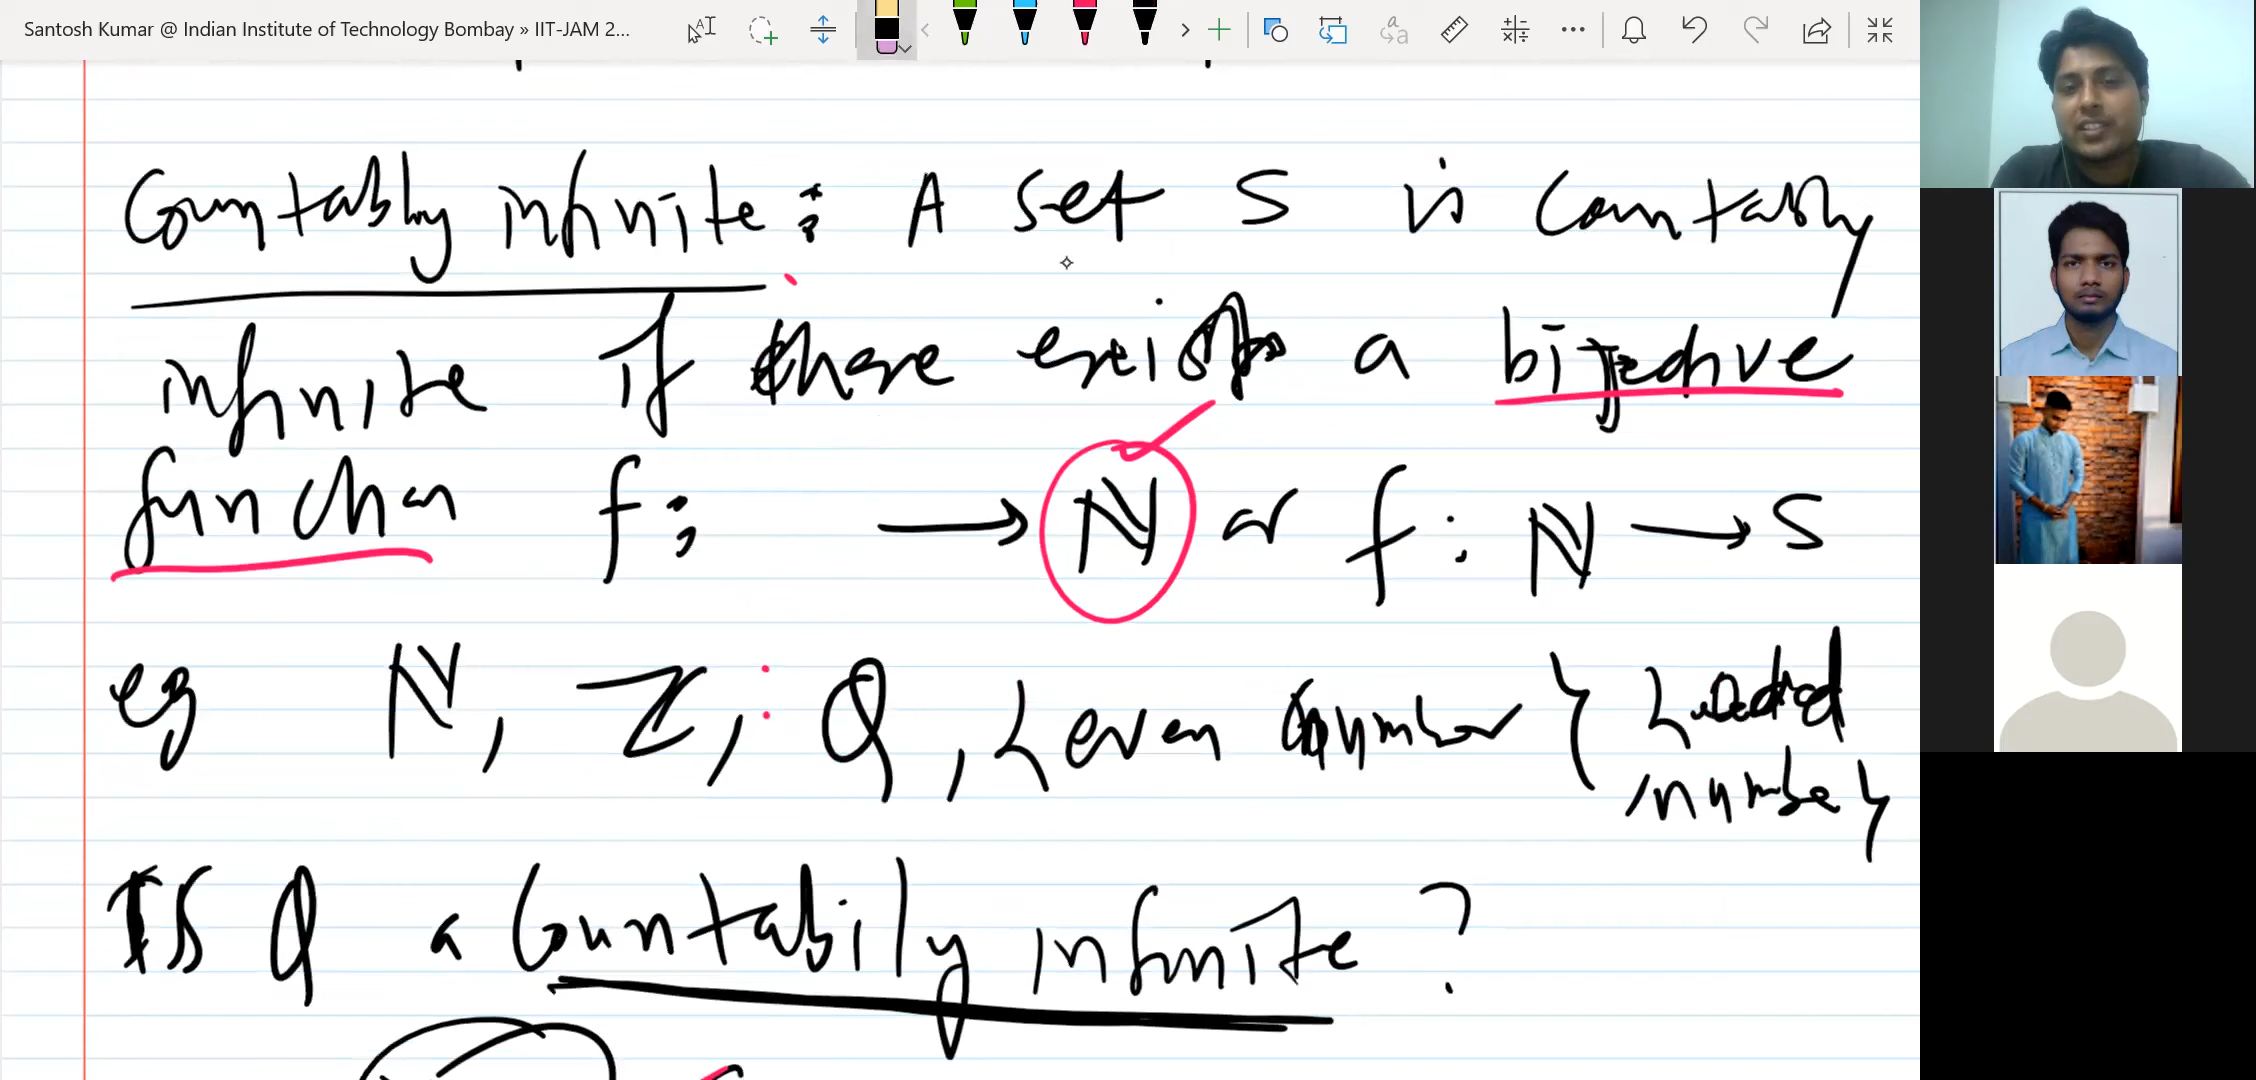 Santosh Kumar @ Indian Institute of Technology Bombay » IIT-JAM 2...
Countably infinite : A set S is Countably
infinite if there exists a bijective
function f : → ℕ or f : ℕ → S
eg ℕ, ℤ, ℚ, { even number } { odd
number }
Is ℚ a Countabily infinite ?